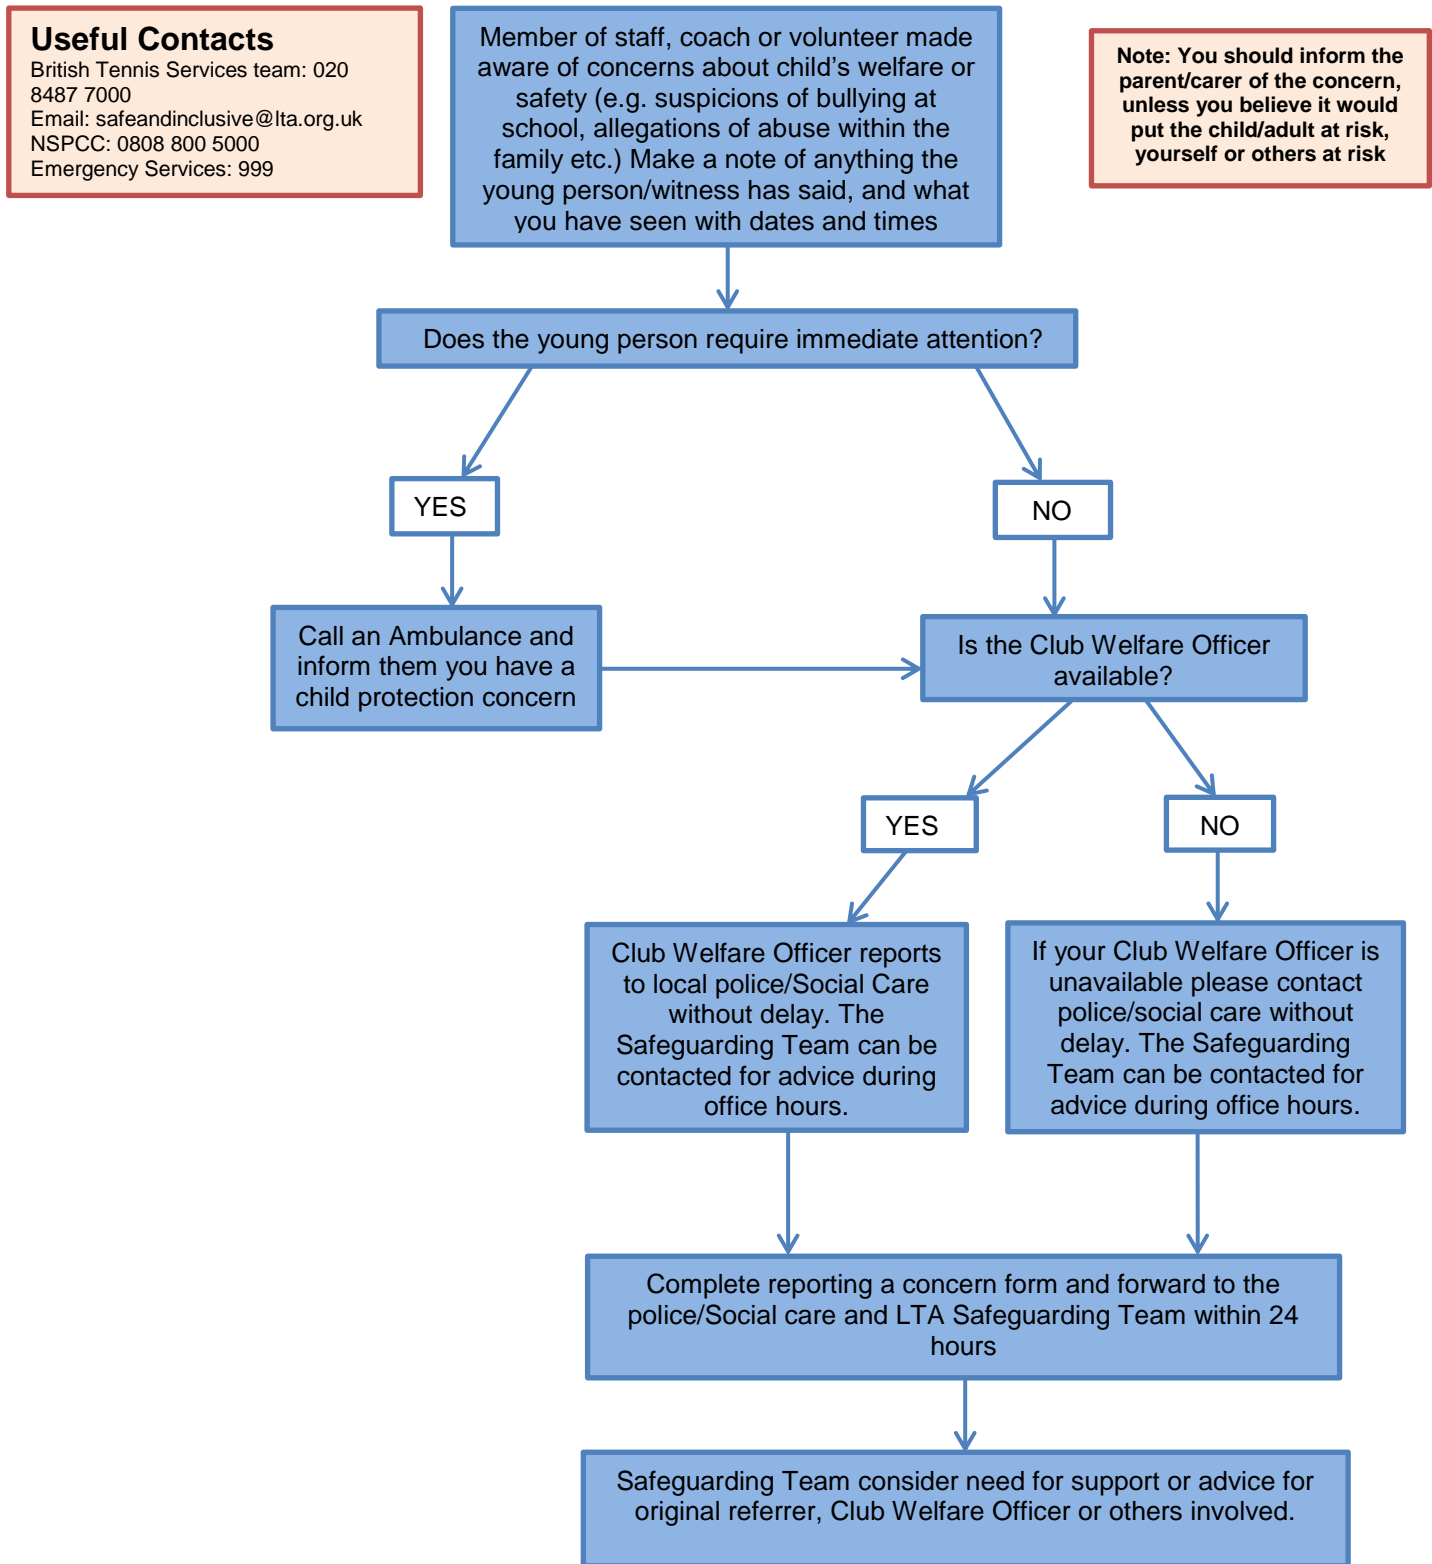 Useful Contacts
British Tennis Services team: 020
8487 7000
Email: safeandinclusive@lta.org.uk
NSPCC: 0808 800 5000
Emergency Services: 999
Member of staff, coach or volunteer made
aware of concerns about child's welfare or
safety (e.g. suspicions of bullying at
school, allegations of abuse within the
family etc.) Make a note of anything the
young person/witness has said, and what
you have seen with dates and times
Note: You should inform the
parent/carer of the concern,
unless you believe it would
put the child/adult at risk,
yourself or others at risk
Does the young person require immediate attention?
YES
NO
Call an Ambulance and
inform them you have a
child protection concern
Is the Club Welfare Officer
available?
YES
NO
Club Welfare Officer reports
to local police/Social Care
without delay. The
Safeguarding Team can be
contacted for advice during
office hours.
If your Club Welfare Officer is
unavailable please contact
police/social care without
delay. The Safeguarding
Team can be contacted for
advice during office hours.
Complete reporting a concern form and forward to the
police/Social care and LTA Safeguarding Team within 24
hours
Safeguarding Team consider need for support or advice for
original referrer, Club Welfare Officer or others involved.